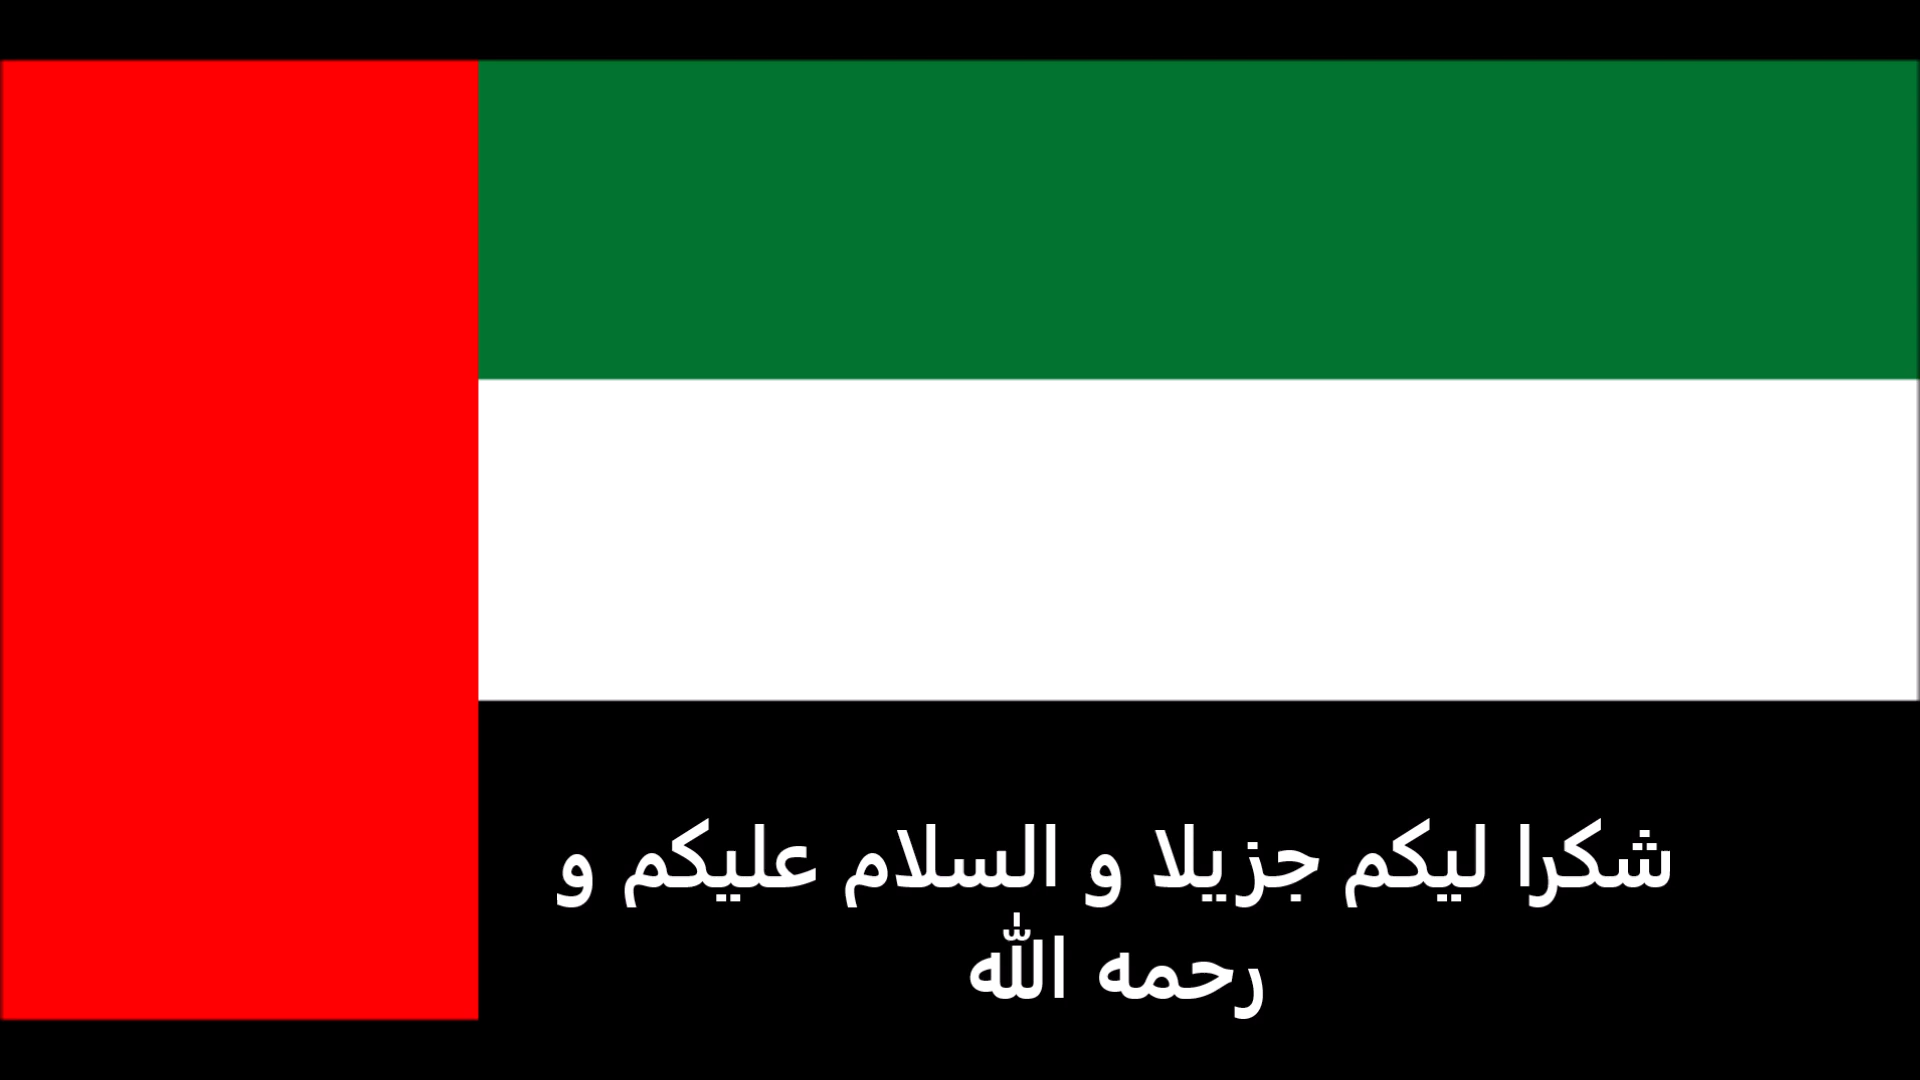 شكرا ليكم جزيلا و السلام عليكم و
رحمه الله